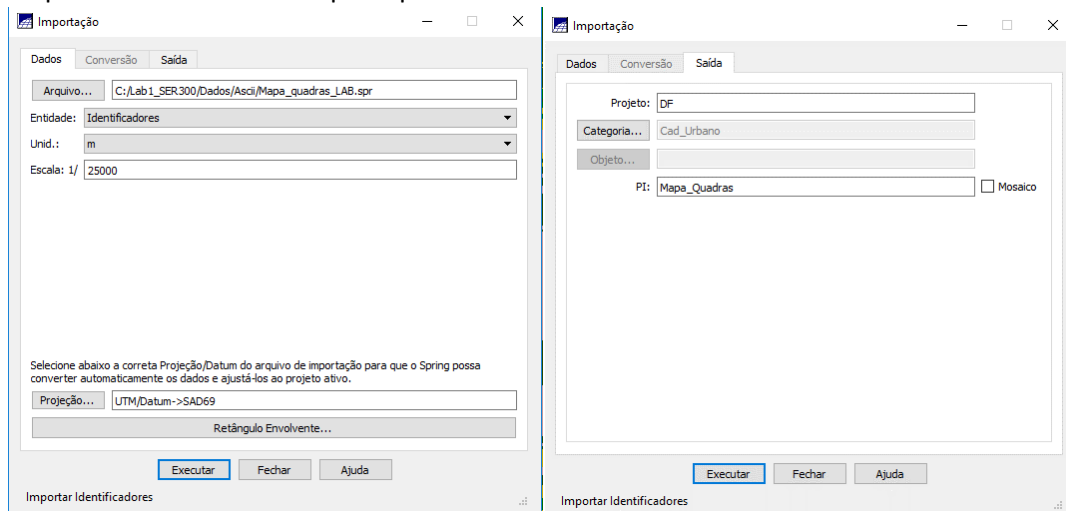 Importação
Dados Conversão Saída
Arquivo... C:/Lab1_SER300/Dados/Ascii/Mapa_quadras_LAB.spr
Entidade: Identificadores
Unid.: m
Escala: 1/ 25000
Selecione abaixo a correta Projeção/Datum do arquivo de importação para que o Spring possa
converter automaticamente os dados e ajustá-los ao projeto ativo.
Projeção... UTM/Datum->SAD69
Retângulo Envolvente...
Executar Fechar Ajuda
Importar Identificadores
Importação
Dados Conversão Saída
Projeto: DF
Categoria... Cad_Urbano
Objeto...
PI: Mapa_Quadras Mosaico
Executar Fechar Ajuda
Importar Identificadores